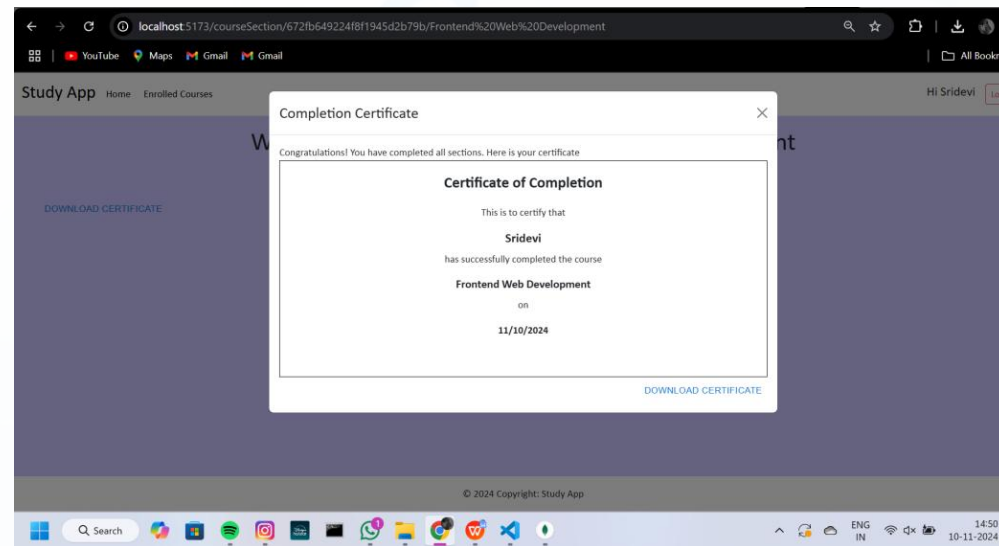 localhost:5173/courseSection/672fb649224f8f1945d2b79b/Frontend%20Web%20Development
YouTube Maps Gmail Gmail All Bookr
Study App Home Enrolled Courses Hi Sridevi Lo
W nt
Completion Certificate
Congratulations! You have completed all sections. Here is your certificate
Certificate of Completion
This is to certify that
DOWNLOAD CERTIFICATE
Sridevi
has successfully completed the course
Frontend Web Development
on
11/10/2024
DOWNLOAD CERTIFICATE
© 2024 Copyright: Study App
Search ENG 14:50
IN 10-11-2024